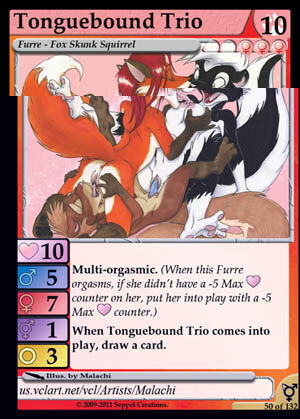 Tonguebound Trio
10
Furre - Fox Skunk Squirrel
10
5
7
1
3
Multi-orgasmic. (When this Furre
orgasms, if she didn't have a -5 Max
counter on her, put her into play with a -5
Max counter.)
When Tonguebound Trio comes into
play, draw a card.
Illus. by Malachi
us.vclart.net/vcl/Artists/Malachi
©2009-2011 Seppel Creations.
50 of 132